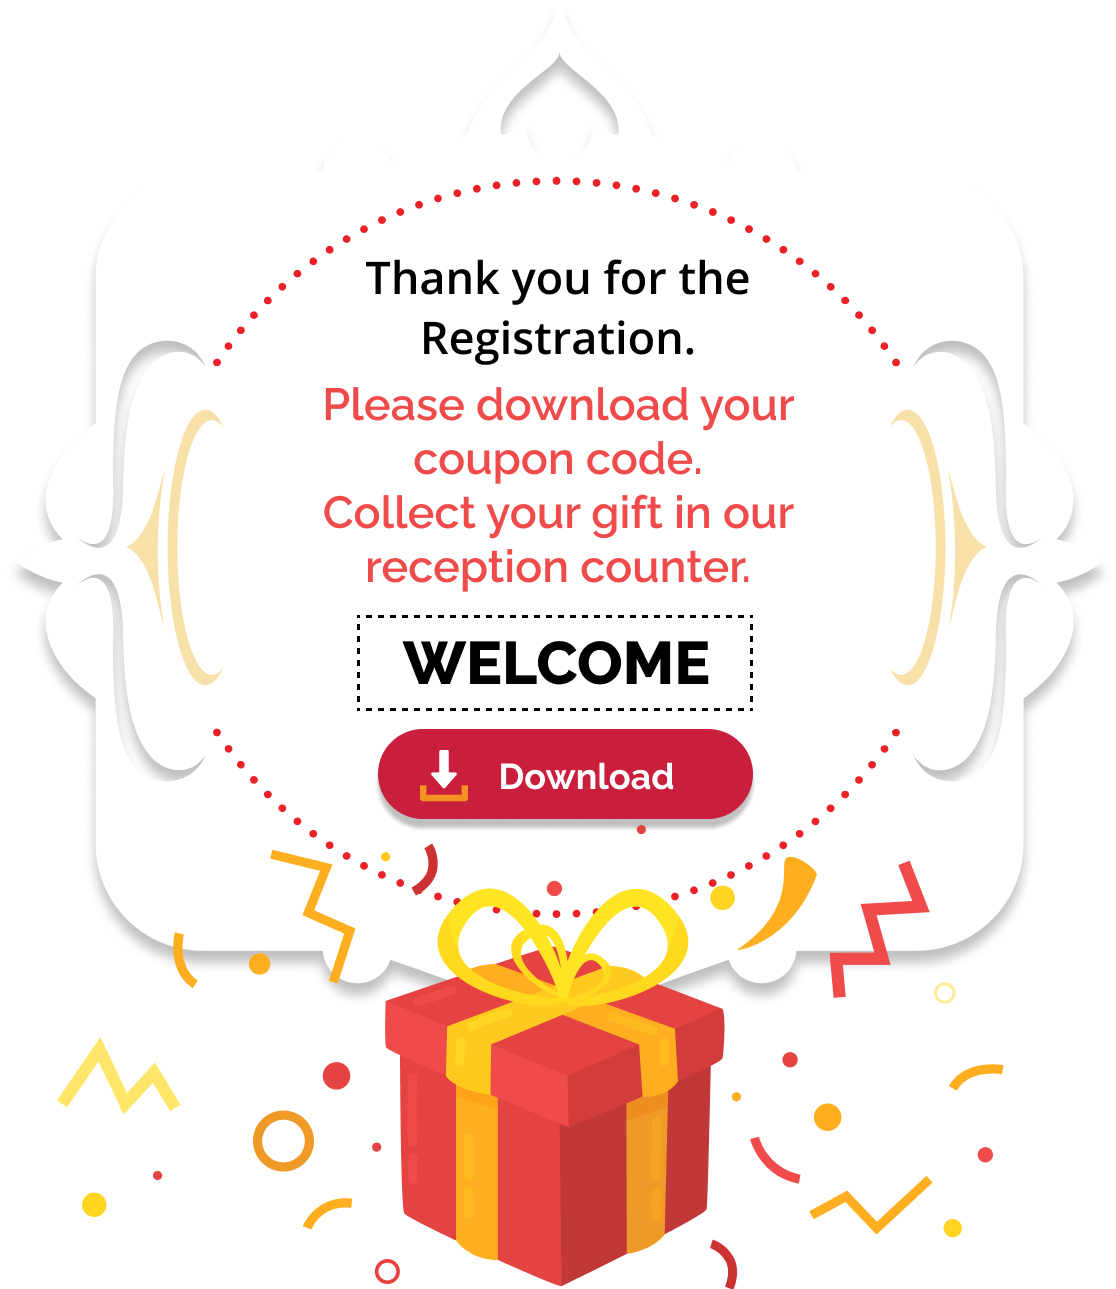 Thank you for the
Registration.
Please download your
coupon code.
Collect your gift in our
reception counter.
WELCOME
Download